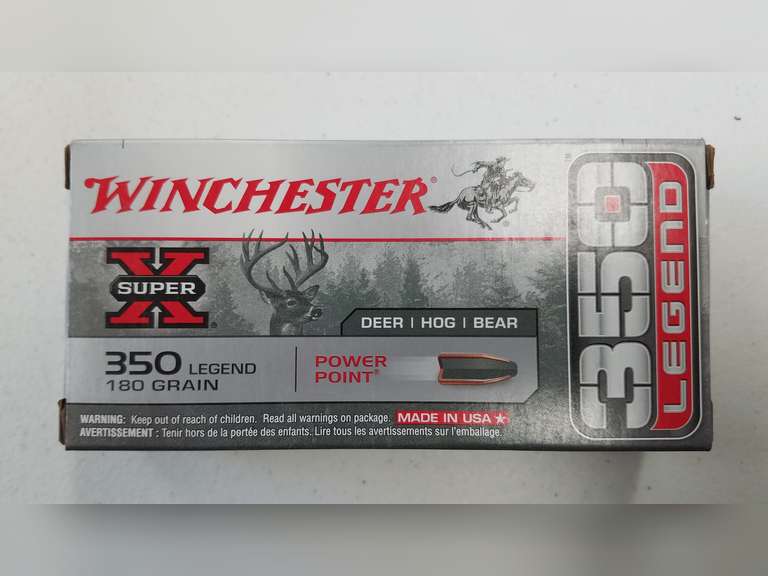 WINCHESTER®
SUPER X®
DEER | HOG | BEAR
350 LEGEND
180 GRAIN
POWER
POINT®
WARNING: Keep out of reach of children. Read all warnings on package. MADE IN USA
AVERTISSEMENT : Tenir hors de la portée des enfants. Lire tous les avertissements sur l'emballage.
350 LEGEND™